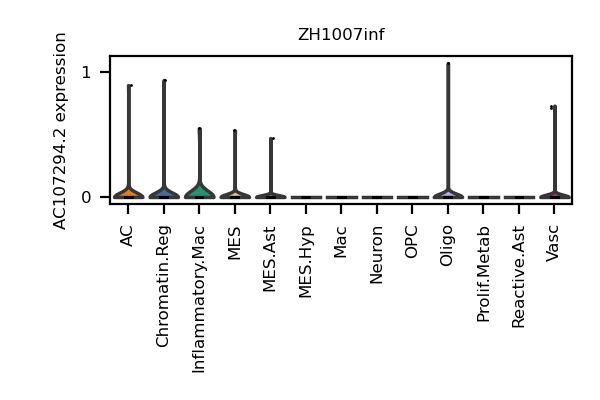 ZH1007inf
AC107294.2 expression
1
0
AC
Chromatin.Reg
Inflammatory.Mac
MES
MES.Ast
MES.Hyp
Mac
Neuron
OPC
Oligo
Prolif.Metab
Reactive.Ast
Vasc